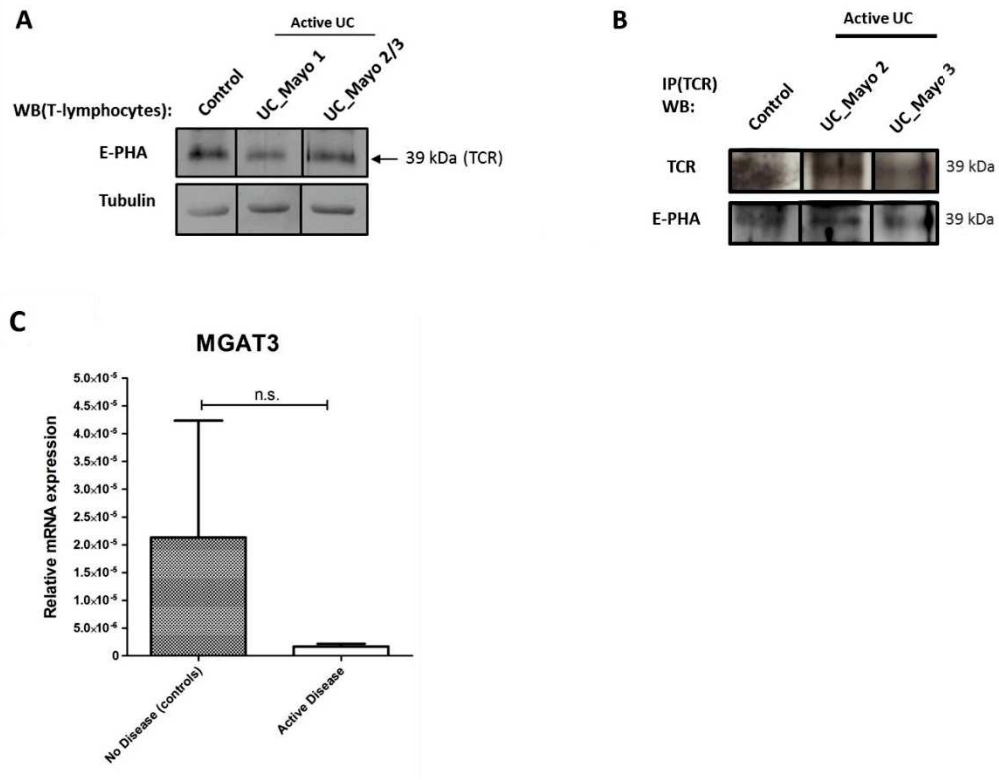 A
Active UC
Control
UC_Mayo 1
UC_Mayo 2/3
WB(T-lymphocytes):
E-PHA
39 kDa (TCR)
Tubulin
B
Active UC
IP(TCR)
WB:
Control
UC_Mayo 2
UC_Mayo 3
TCR
39 kDa
E-PHA
39 kDa
C
MGAT3
Relative mRNA expression
5.0×10⁻⁵
4.5×10⁻⁵
4.0×10⁻⁵
3.5×10⁻⁵
3.0×10⁻⁵
2.5×10⁻⁵
2.0×10⁻⁵
1.5×10⁻⁵
1.0×10⁻⁵
5.0×10⁻⁶
0
n.s.
No Disease (controls)
Active Disease